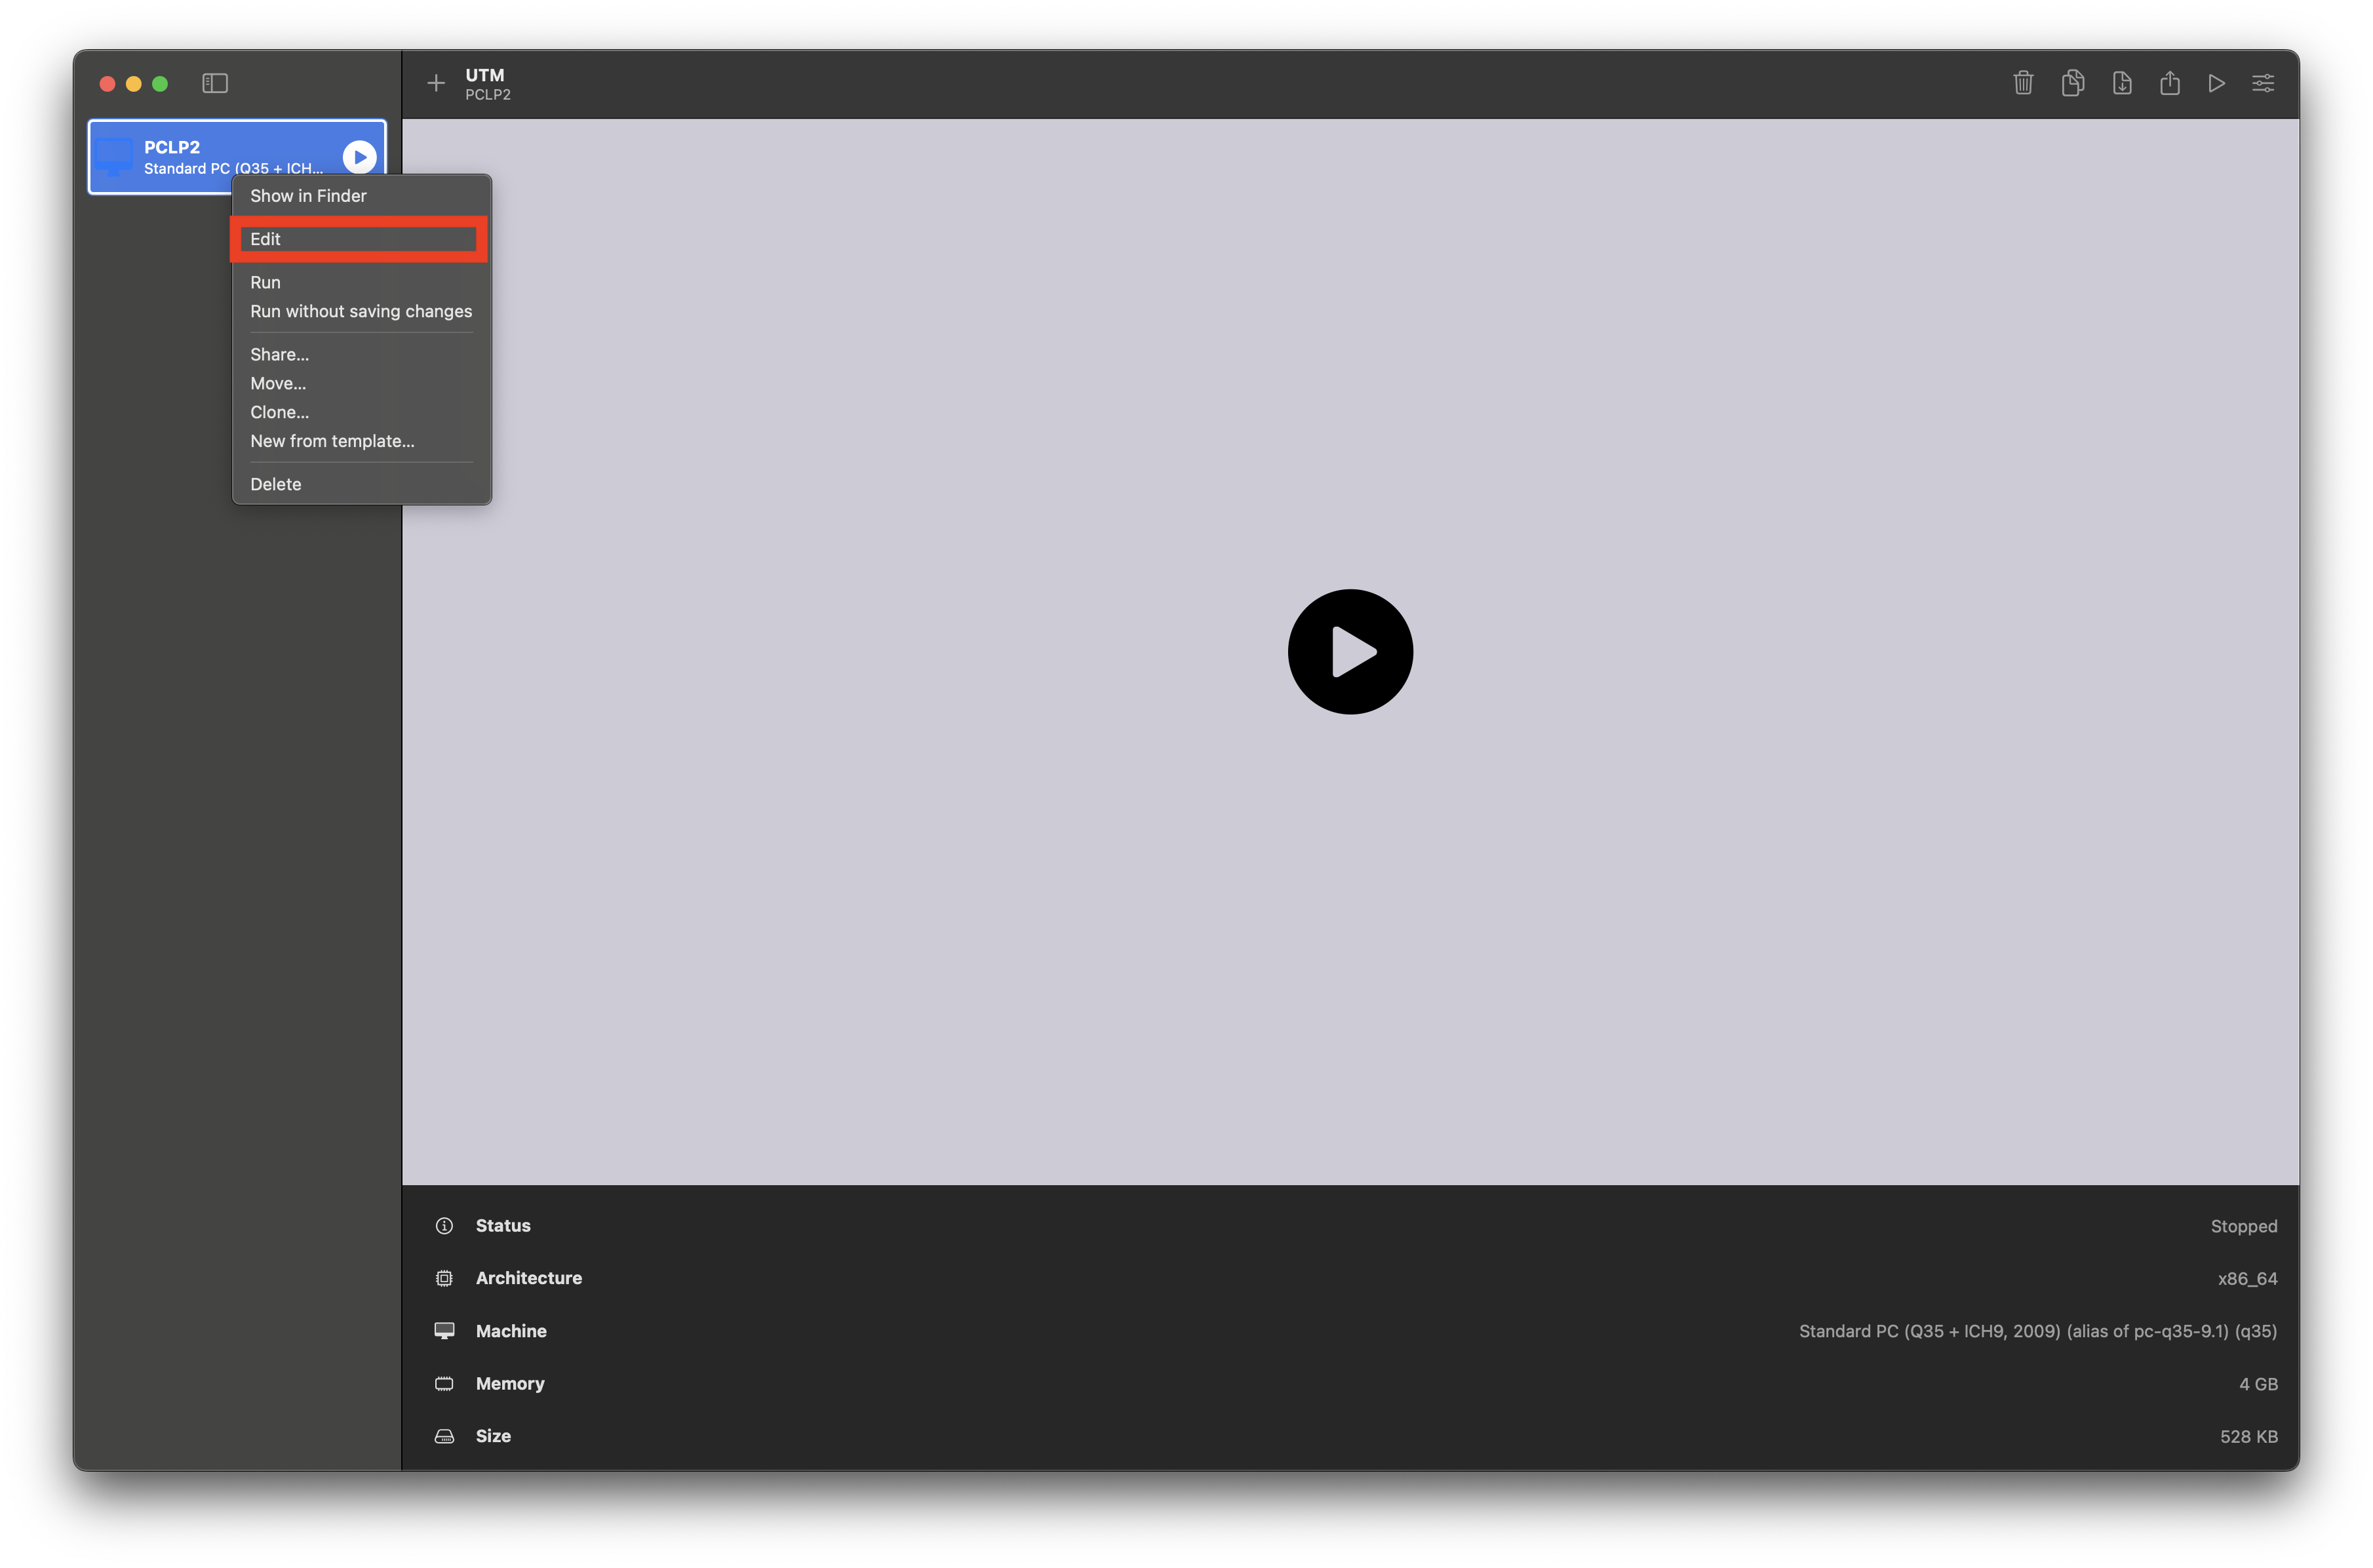 UTM
PCLP2
PCLP2
Standard PC (Q35 + ICH...
Show in Finder
Edit
Run
Run without saving changes
Share...
Move...
Clone...
New from template...
Delete
Status
Stopped
Architecture
x86_64
Machine
Standard PC (Q35 + ICH9, 2009) (alias of pc-q35-9.1) (q35)
Memory
4 GB
Size
528 KB